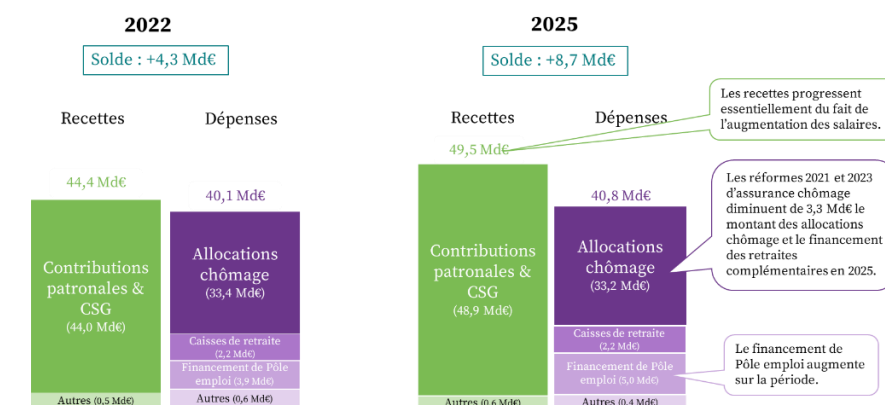 2022
Solde : +4,3 Md€
Recettes
Dépenses
44,4 Md€
40,1 Md€
Contributions
patronales &
CSG
(44,0 Md€)
Allocations
chômage
(33,4 Md€)
Caisses de retraite
(2,2 Md€)
Financement de Pôle
emploi (3,9 Md€)
Autres (0,5 Md€)
Autres (0,6 Md€)
2025
Solde : +8,7 Md€
Recettes
Dépenses
49,5 Md€
40,8 Md€
Contributions
patronales &
CSG
(48,9 Md€)
Allocations
chômage
(33,2 Md€)
Caisses de retraite
(2,2 Md€)
Financement de Pôle
emploi (5,0 Md€)
Autres (0,6 Md€)
Autres (0,4 Md€)
Les recettes progressent
essentiellement du fait de
l’augmentation des salaires.
Les réformes 2021 et 2023
d’assurance chômage
diminuent de 3,3 Md€ le
montant des allocations
chômage et le financement
des retraites
complémentaires en 2025.
Le financement de
Pôle emploi augmente
sur la période.